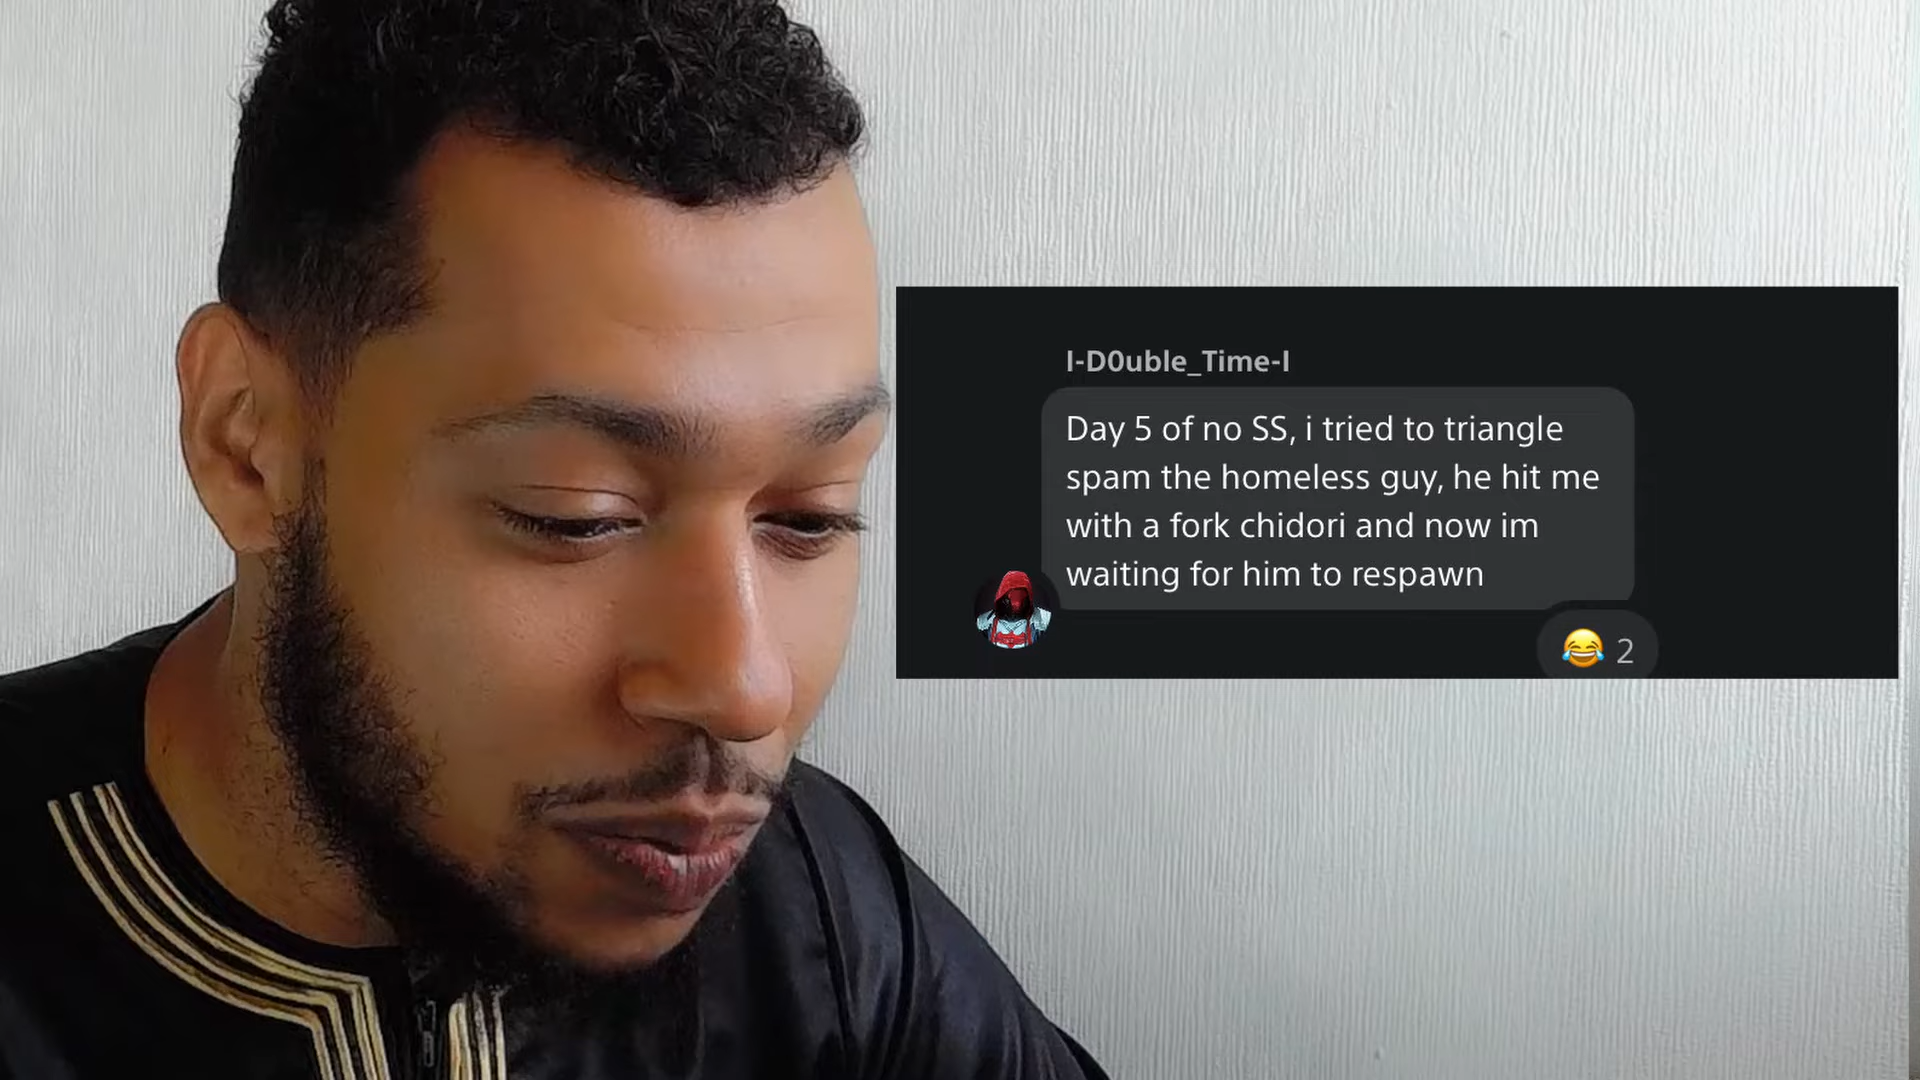 I-D0uble_Time-I
Day 5 of no SS, i tried to triangle
spam the homeless guy, he hit me
with a fork chidori and now im
waiting for him to respawn
😂 2